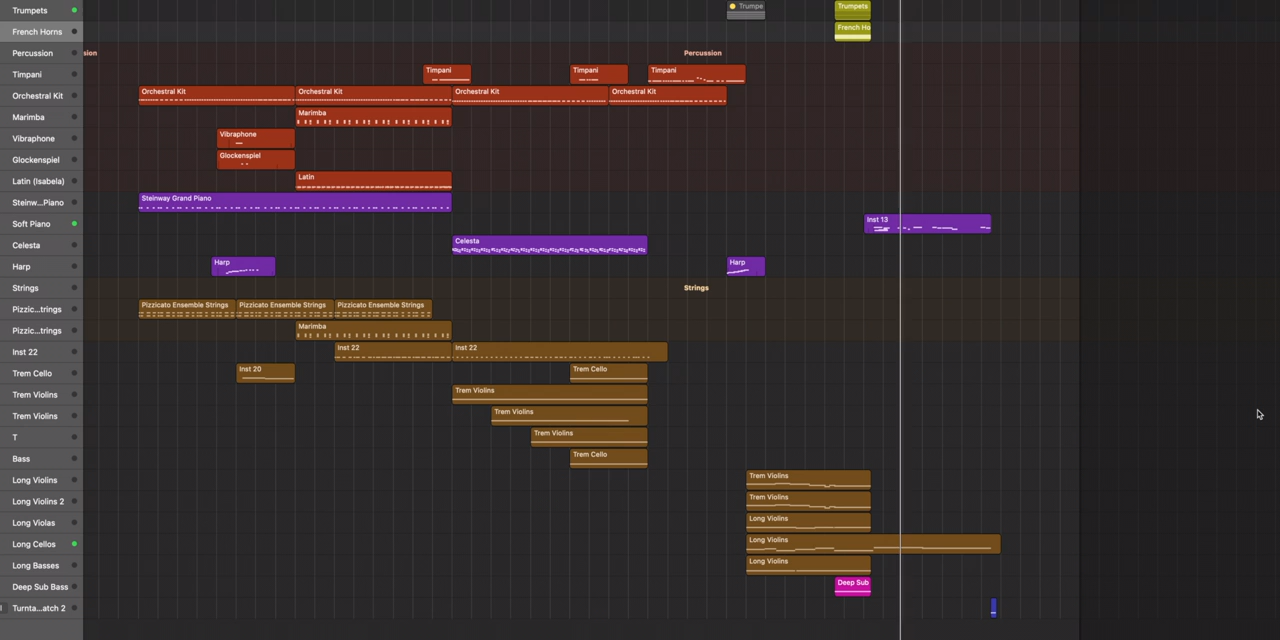 Trumpets Trumpe Trumpets
French Horns French Ho
Percussion sion Percussion
Timpani Timpani Timpani Timpani
Orchestral Kit Orchestral Kit Orchestral Kit Orchestral Kit Orchestral Kit
Marimba Marimba
Vibraphone Vibraphone
Glockenspiel Glockenspiel
Latin (Isabela) Latin
Steinw...Piano Steinway Grand Piano
Soft Piano Inst 13
Celesta Celesta
Harp Harp Harp
Strings Strings
Pizzic...trings Pizzicato Ensemble Strings Pizzicato Ensemble Strings Pizzicato Ensemble Strings
Pizzic...trings Marimba
Inst 22 Inst 22 Inst 22
Trem Cello Inst 20 Trem Cello
Trem Violins Trem Violins
Trem Violins Trem Violins
T Trem Violins
Bass Trem Cello
Long Violins Trem Violins
Long Violins 2 Trem Violins
Long Violas Long Violins
Long Cellos Long Violins
Long Basses Long Violins
Deep Sub Bass Deep Sub
Turnta...atch 2